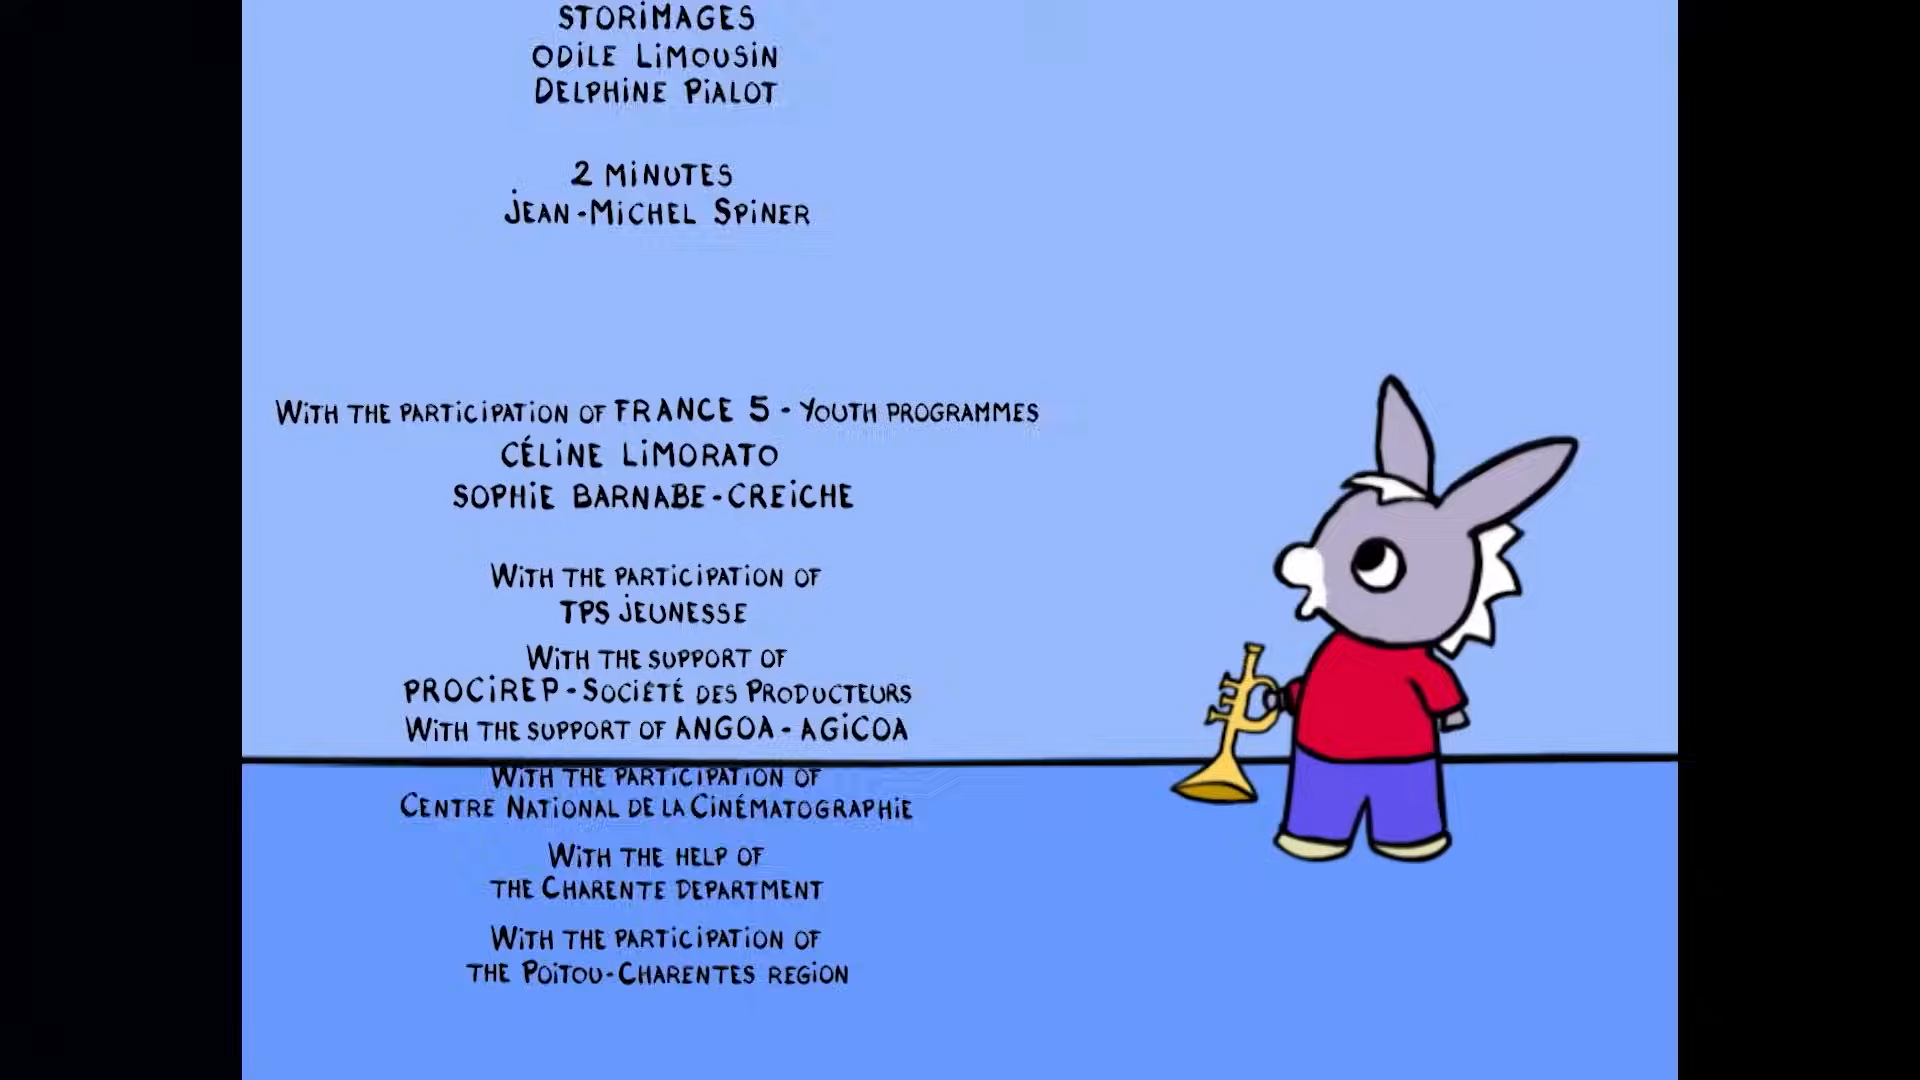 STORiMAGES
ODiLE LiMOUSiN
DELPHiNE PiALOT
2 MiNUTES
jEAN-MiCHEL SPiNER
WiTH THE PARTiCiPATiON OF FRANCE 5 - YOUTH PROGRAMMES
CÉLiNE LiMORATO
SOPHiE BARNABE-CREiCHE
WiTH THE PARTiCiPATiON OF
TPS jEUNESSE
WiTH THE SUPPORT OF
PROCiREP-SOCiÉTÉ DES PRODUCTEURS
WiTH THE SUPPORT OF ANGOA-AGiCOA
WiTH THE PARTiCiPATiON OF
CENTRE NATiONAL DE LA CiNÉMATOGRAPHiE
WiTH THE HELP OF
THE CHARENTE DEPARTMENT
WiTH THE PARTiCiPATiON OF
THE POiTOU-CHARENTES REGiON